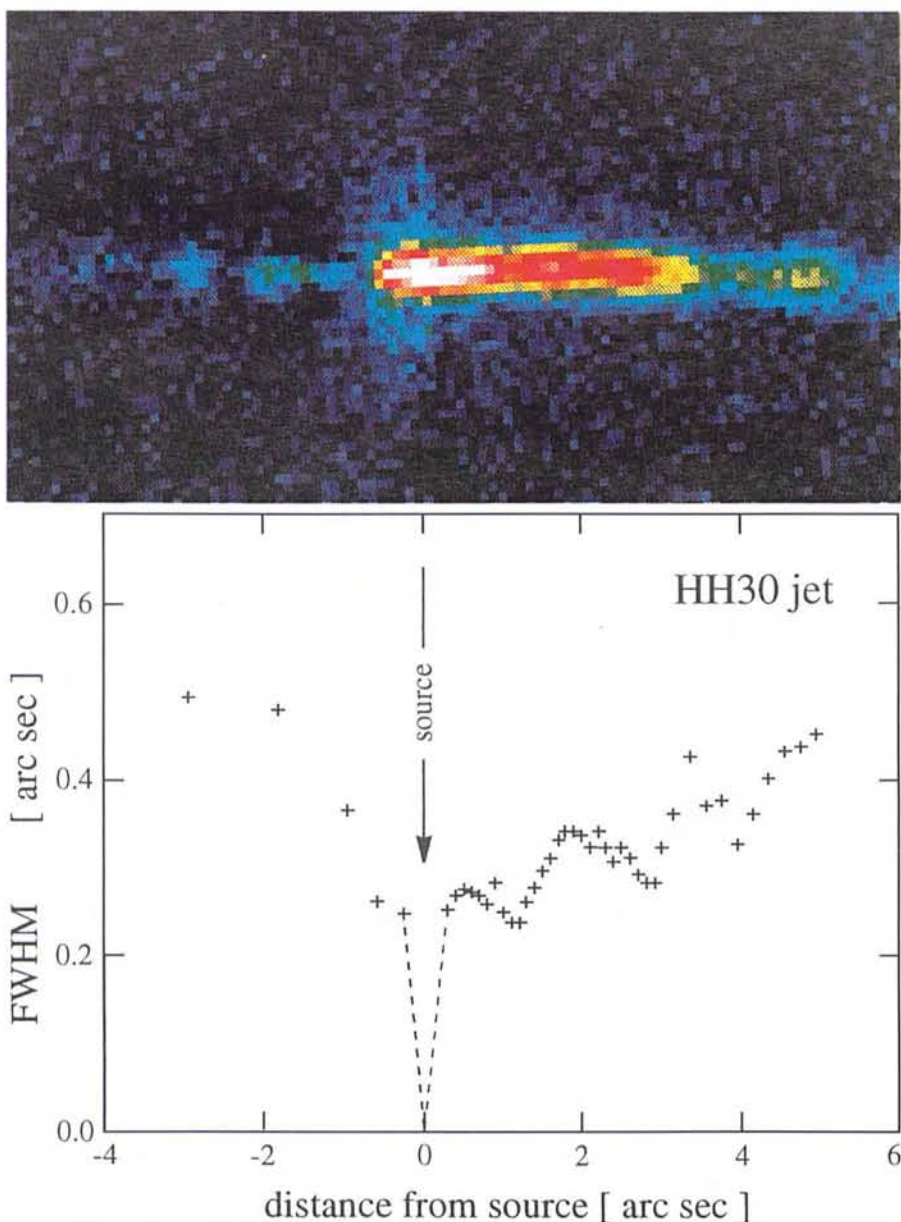 HH30 jet
0.6
0.4
0.2
0.0
FWHM [ arc sec ]
source
-4 -2 0 2 4 6
distance from source [ arc sec ]